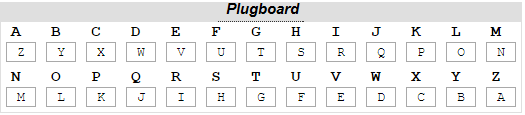 Plugboard
A B C D E F G H I J K L M
Z Y X W V U T S R Q P O N
N O P Q R S T U V W X Y Z
M L K J I H G F E D C B A